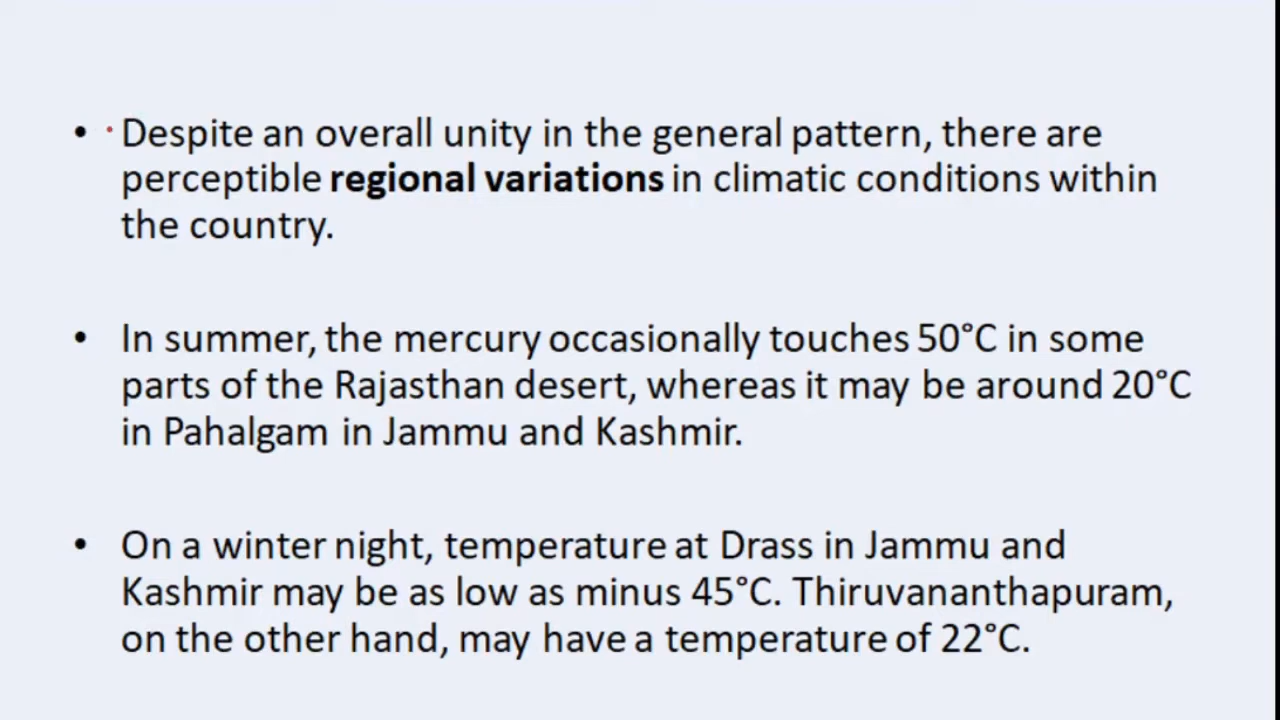 • Despite an overall unity in the general pattern, there are
perceptible regional variations in climatic conditions within
the country.
• In summer, the mercury occasionally touches 50°C in some
parts of the Rajasthan desert, whereas it may be around 20°C
in Pahalgam in Jammu and Kashmir.
• On a winter night, temperature at Drass in Jammu and
Kashmir may be as low as minus 45°C. Thiruvananthapuram,
on the other hand, may have a temperature of 22°C.